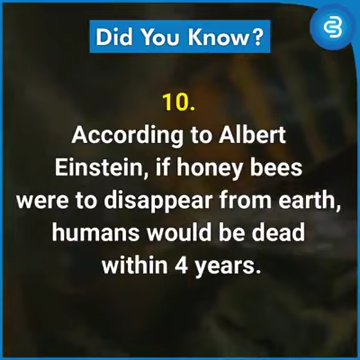 Did You Know?
10.
According to Albert
Einstein, if honey bees
were to disappear from earth,
humans would be dead
within 4 years.